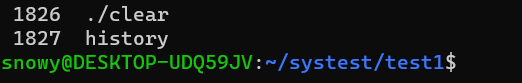 1826 ./clear
1827 history
snowy@DESKTOP-UDQ59JV:~/systest/test1$